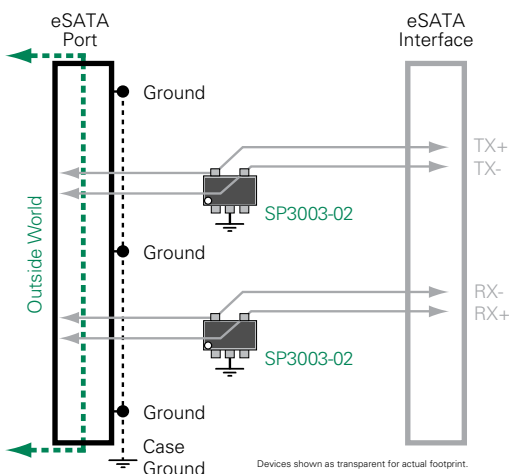 eSATA
Port
eSATA
Interface
Ground
TX+
TX-
SP3003-02
Outside World
Ground
RX-
RX+
SP3003-02
Ground
Case
Ground
Devices shown as transparent for actual footprint.